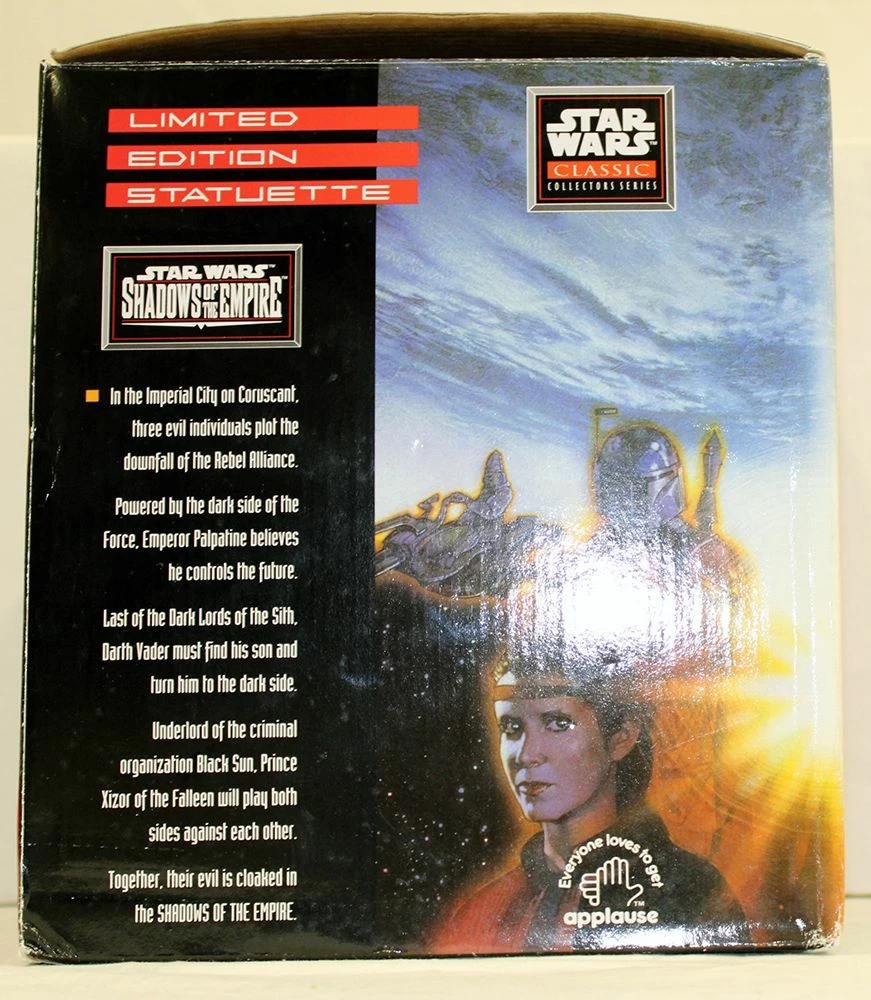 LIMITED
EDITION
STATUETTE
STAR
WARS™
CLASSIC
COLLECTORS SERIES
STAR WARS™
SHADOWS OF THE EMPIRE™
In the Imperial City on Coruscant,
three evil individuals plot the
downfall of the Rebel Alliance.
Powered by the dark side of the
Force, Emperor Palpatine believes
he controls the future.
Last of the Dark Lords of the Sith,
Darth Vader must find his son and
turn him to the dark side.
Underlord of the criminal
organization Black Sun, Prince
Xizor of the Falleen will play both
sides against each other.
Together, their evil is cloaked in
the SHADOWS OF THE EMPIRE.
Everyone loves to get
applause
TM